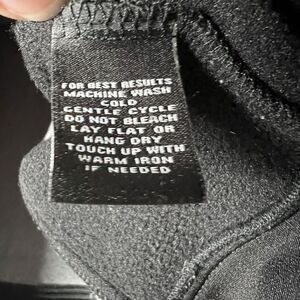 FOR BEST RESULTS
MACHINE WASH
COLD
GENTLE CYCLE
DO NOT BLEACH
LAY FLAT OR
HANG DRY
TOUCH UP WITH
WARM IRON
IF NEEDED